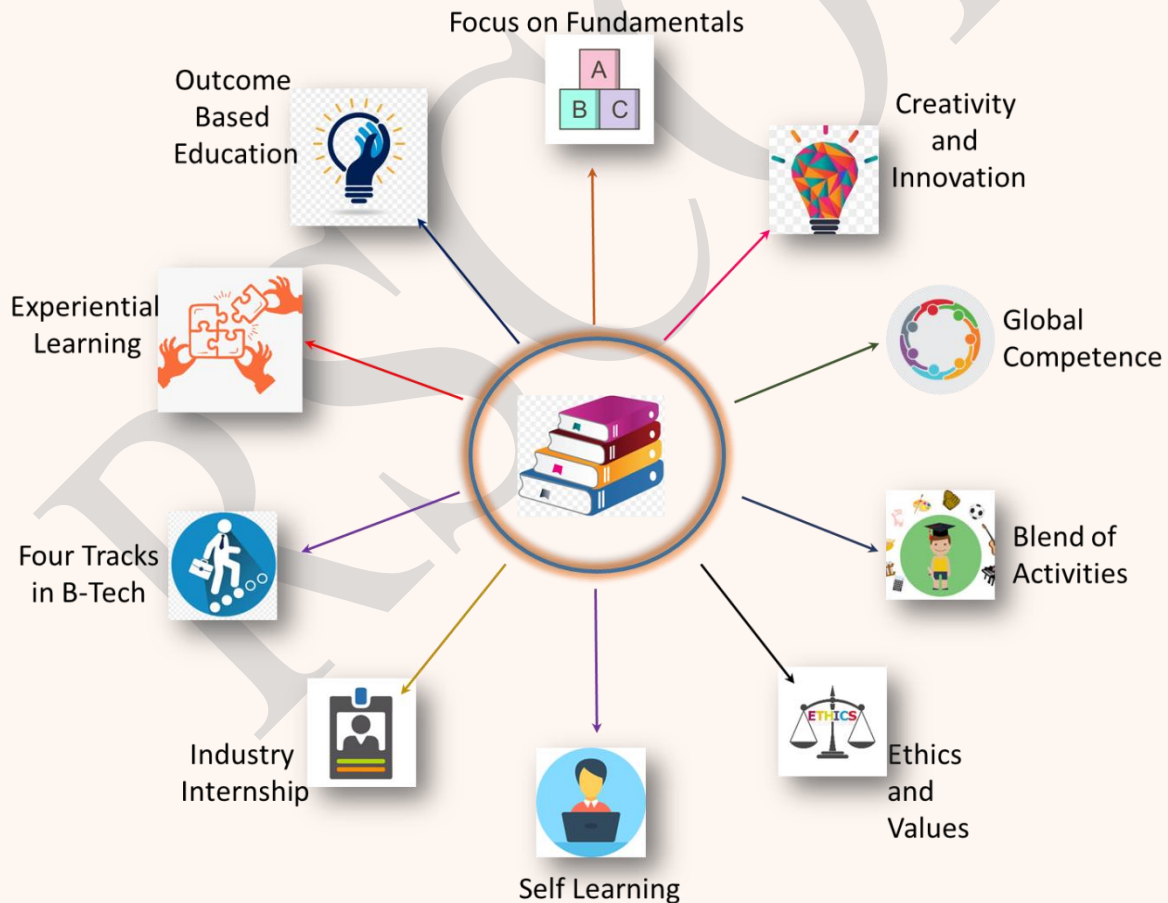 Focus on Fundamentals
A
B C
Outcome
Based
Education
Creativity
and
Innovation
Experiential
Learning
Global
Competence
Four Tracks
in B-Tech
Blend of
Activities
Industry
Internship
ETHICS
Ethics
and
Values
Self Learning